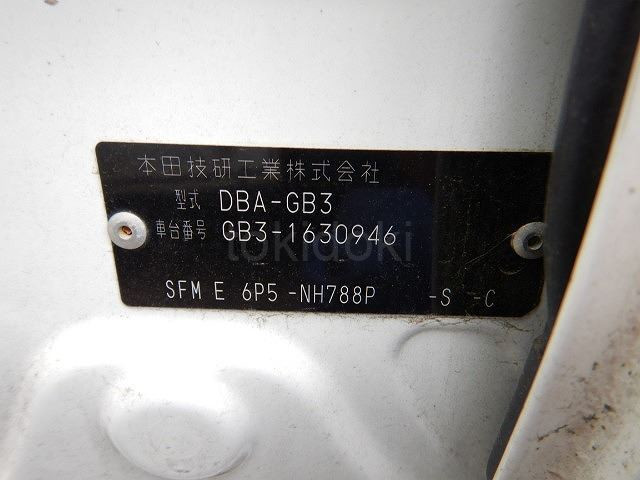 本田技研工業株式会社
型式 DBA-GB3
車台番号 GB3-1630946
tokidoki
SFM E 6P5-NH788P -S -C